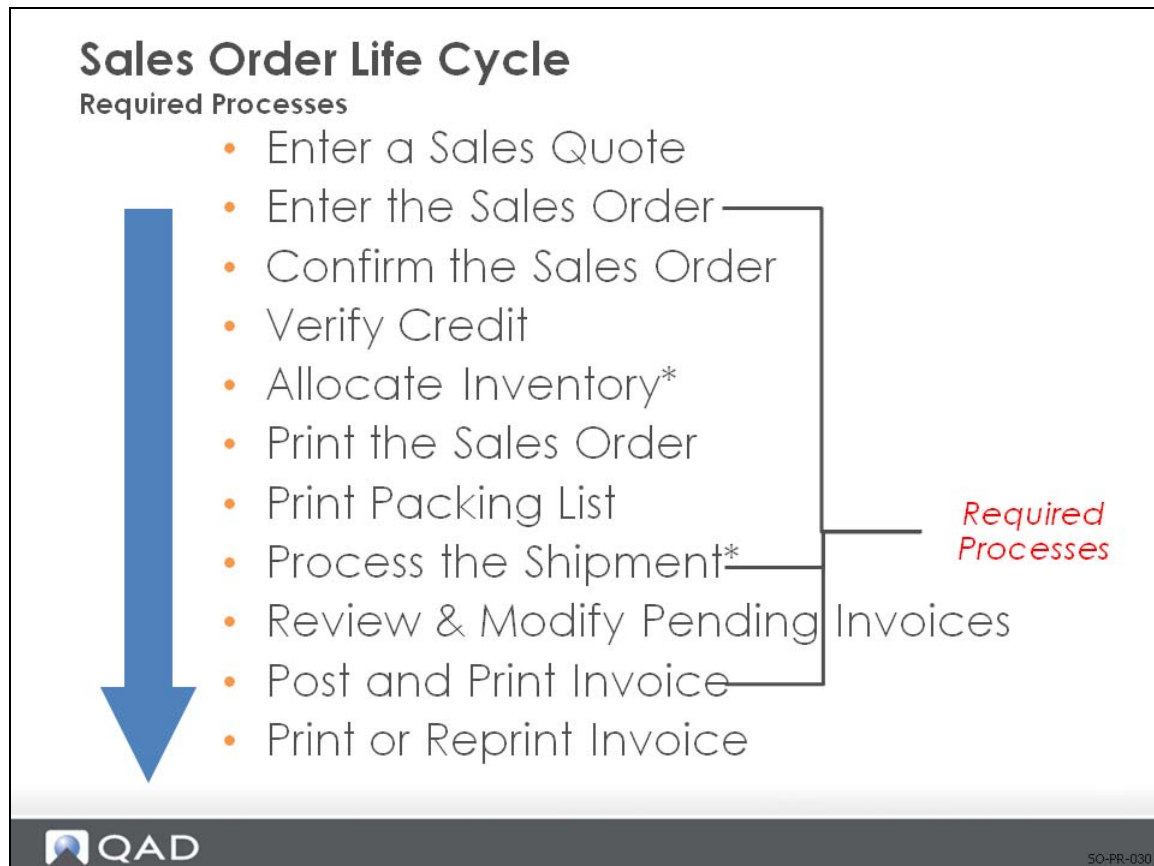 Sales Order Life Cycle
Required Processes
• Enter a Sales Quote
• Enter the Sales Order
• Confirm the Sales Order
• Verify Credit
• Allocate Inventory*
• Print the Sales Order
• Print Packing List
• Process the Shipment*
• Review & Modify Pending Invoices
• Post and Print Invoice
• Print or Reprint Invoice
Required
Processes
QAD
SO-PR-030